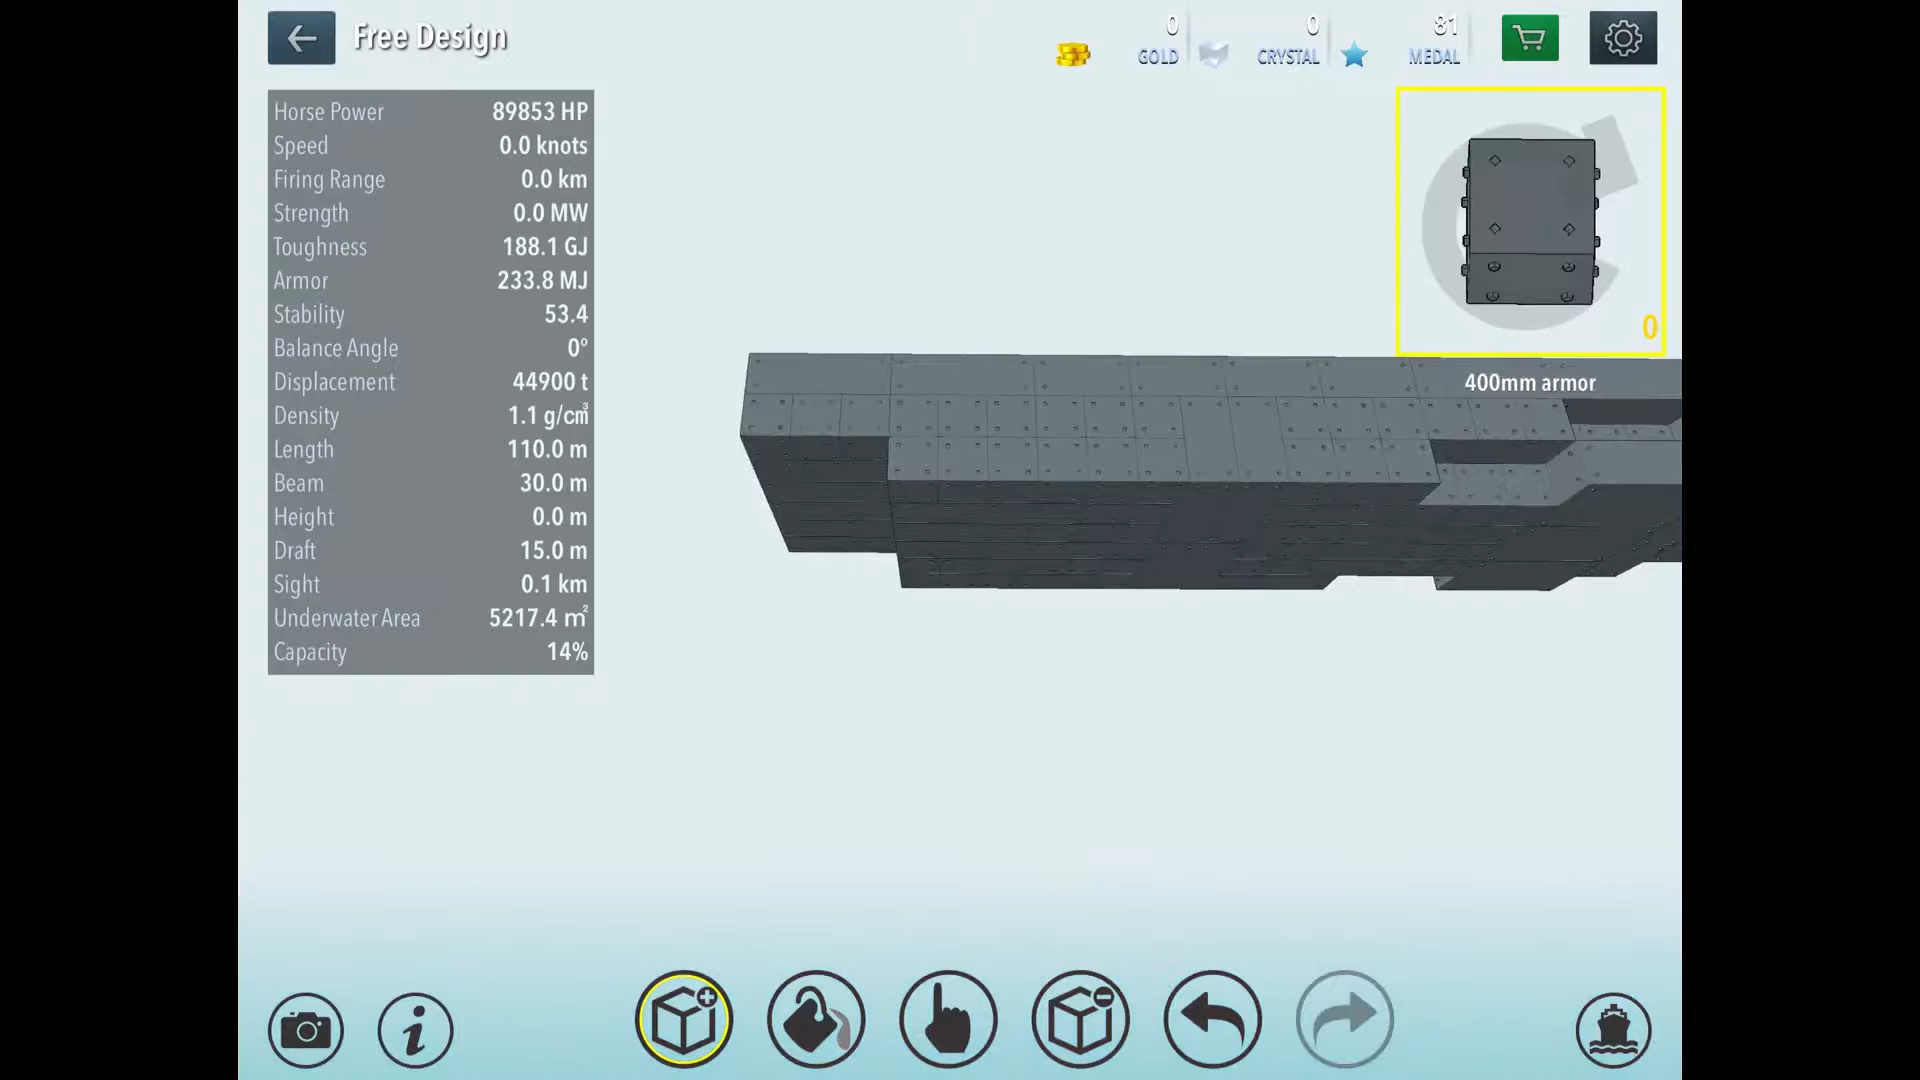 Free Design
0
GOLD
0
CRYSTAL
81
MEDAL
Horse Power 89853 HP
Speed 0.0 knots
Firing Range 0.0 km
Strength 0.0 MW
Toughness 188.1 GJ
Armor 233.8 MJ
Stability 53.4
Balance Angle 0°
Displacement 44900 t
Density 1.1 g/cm³
Length 110.0 m
Beam 30.0 m
Height 0.0 m
Draft 15.0 m
Sight 0.1 km
Underwater Area 5217.4 m²
Capacity 14%
0
400mm armor